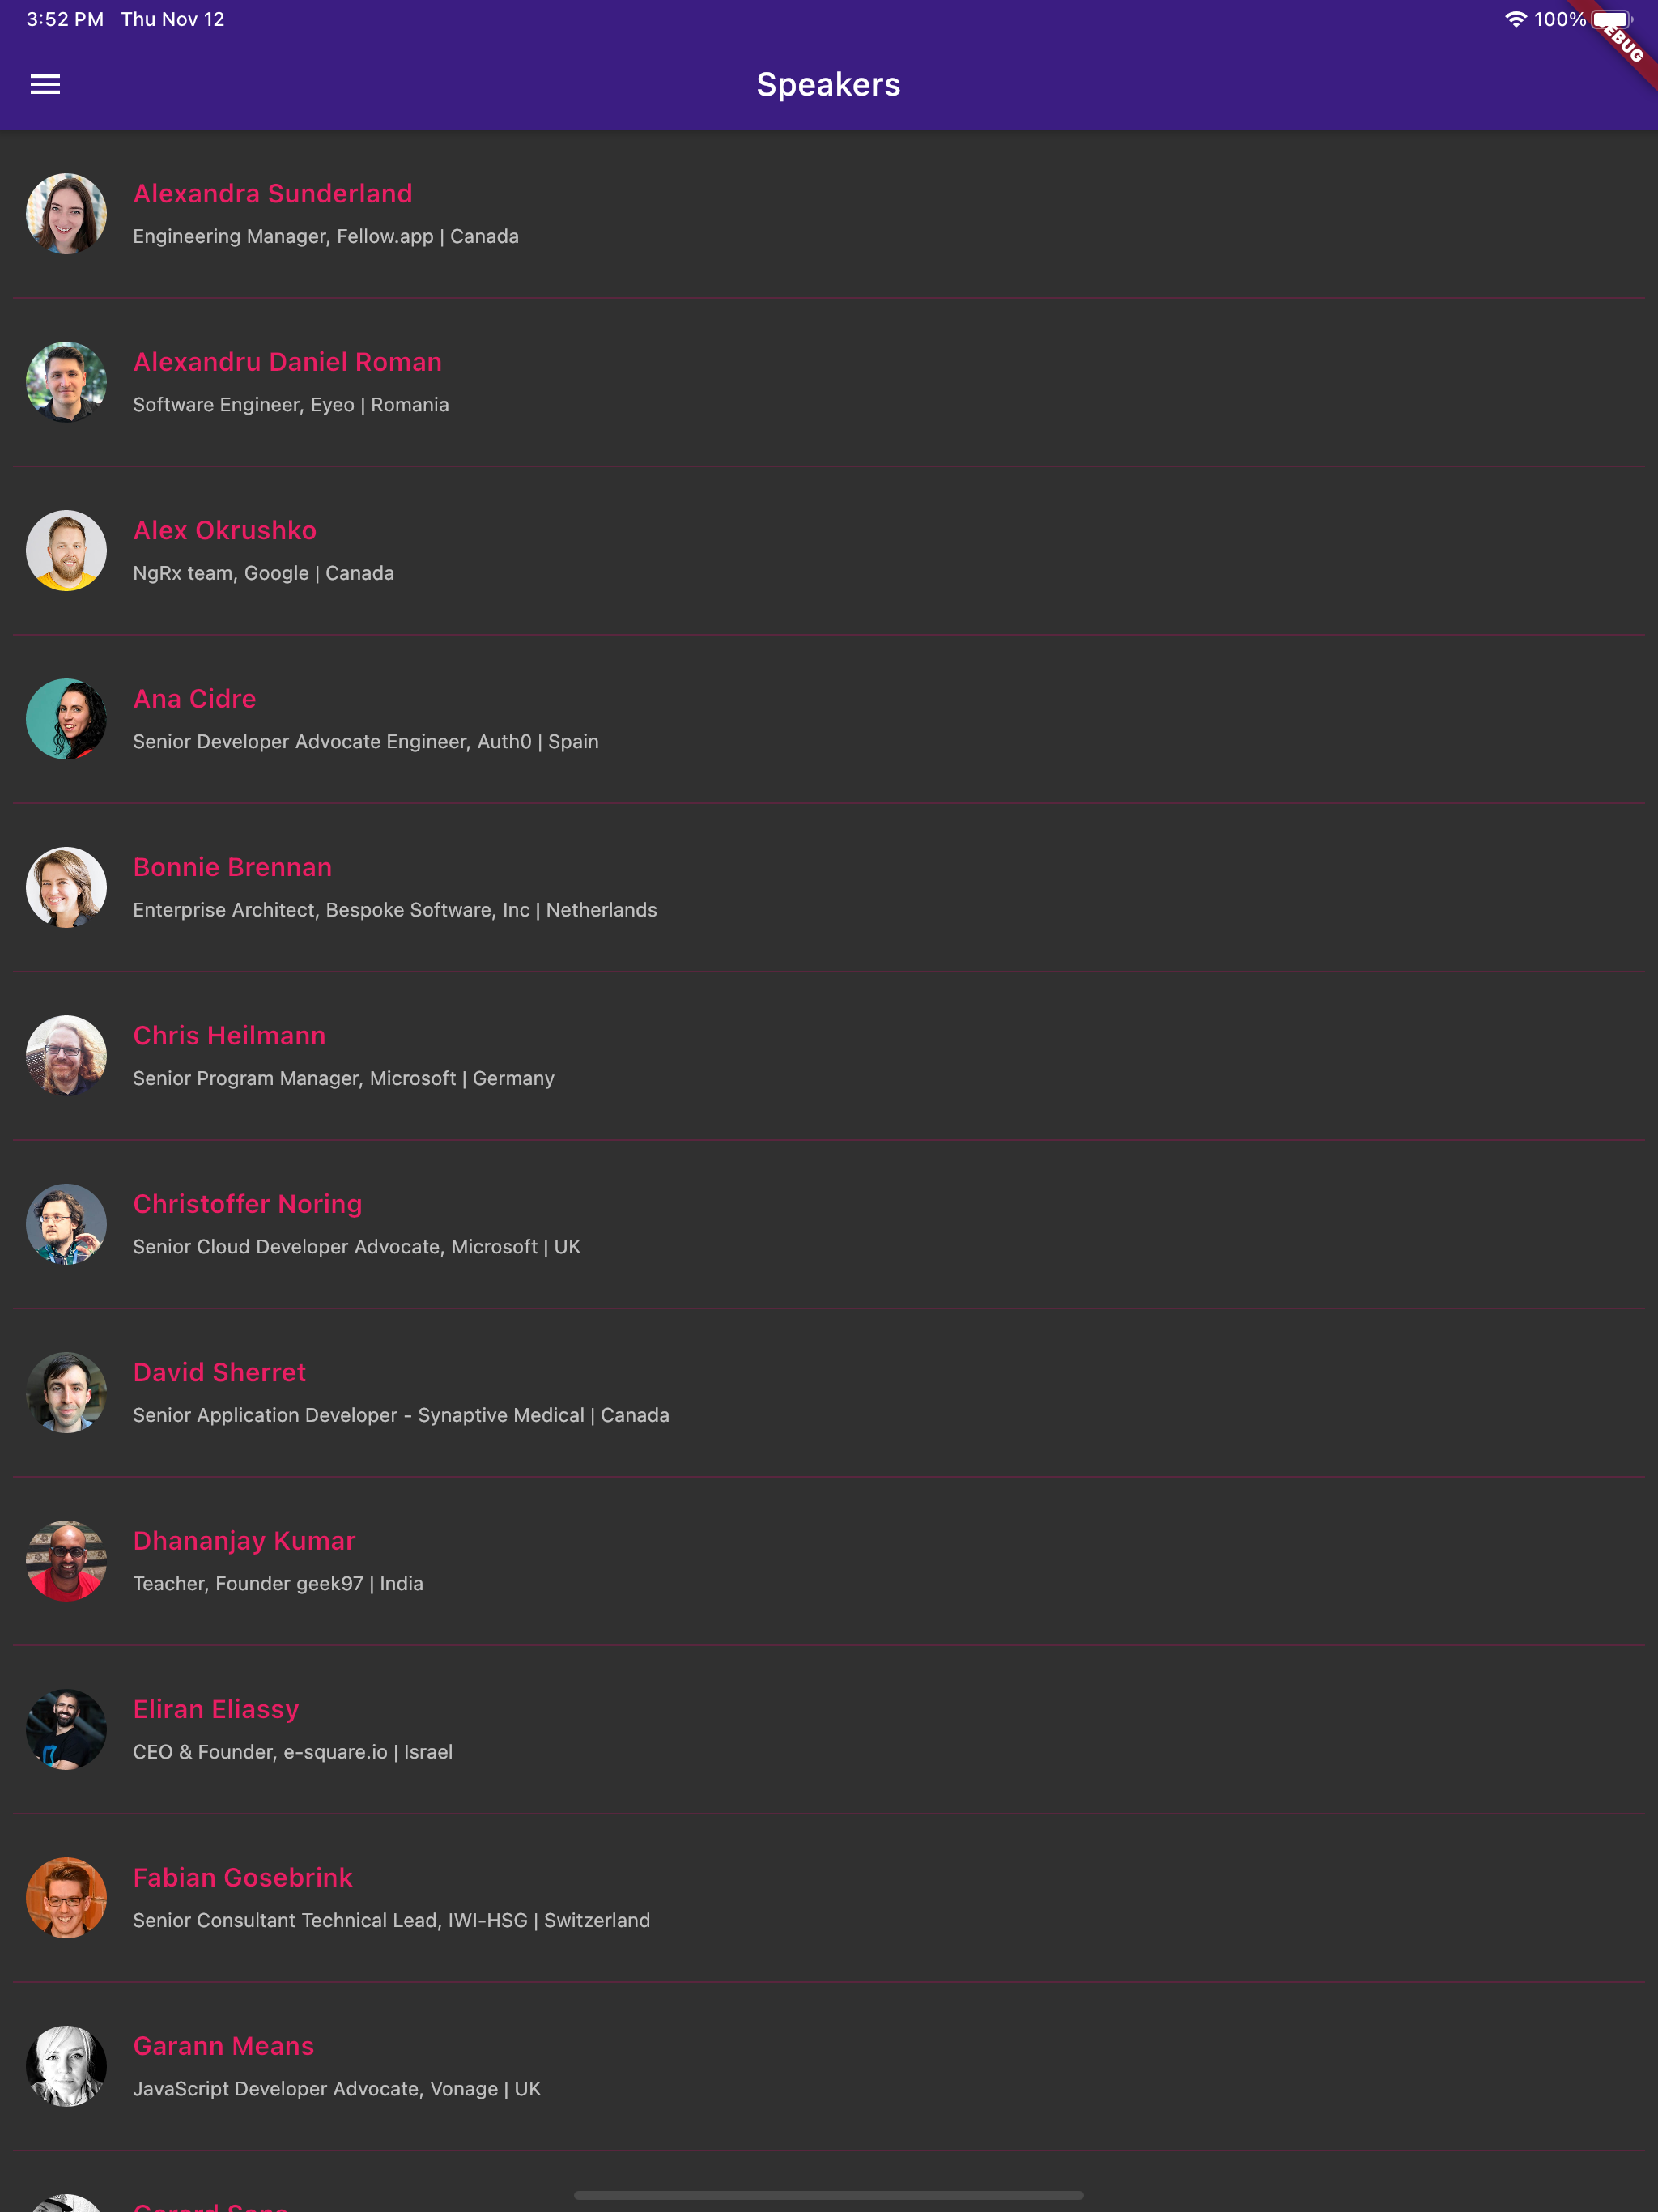 3:52 PM Thu Nov 12
100%
EBUG
Speakers
Alexandra Sunderland
Engineering Manager, Fellow.app | Canada
Alexandru Daniel Roman
Software Engineer, Eyeo | Romania
Alex Okrushko
NgRx team, Google | Canada
Ana Cidre
Senior Developer Advocate Engineer, Auth0 | Spain
Bonnie Brennan
Enterprise Architect, Bespoke Software, Inc | Netherlands
Chris Heilmann
Senior Program Manager, Microsoft | Germany
Christoffer Noring
Senior Cloud Developer Advocate, Microsoft | UK
David Sherret
Senior Application Developer - Synaptive Medical | Canada
Dhananjay Kumar
Teacher, Founder geek97 | India
Eliran Eliassy
CEO & Founder, e-square.io | Israel
Fabian Gosebrink
Senior Consultant Technical Lead, IWI-HSG | Switzerland
Garann Means
JavaScript Developer Advocate, Vonage | UK